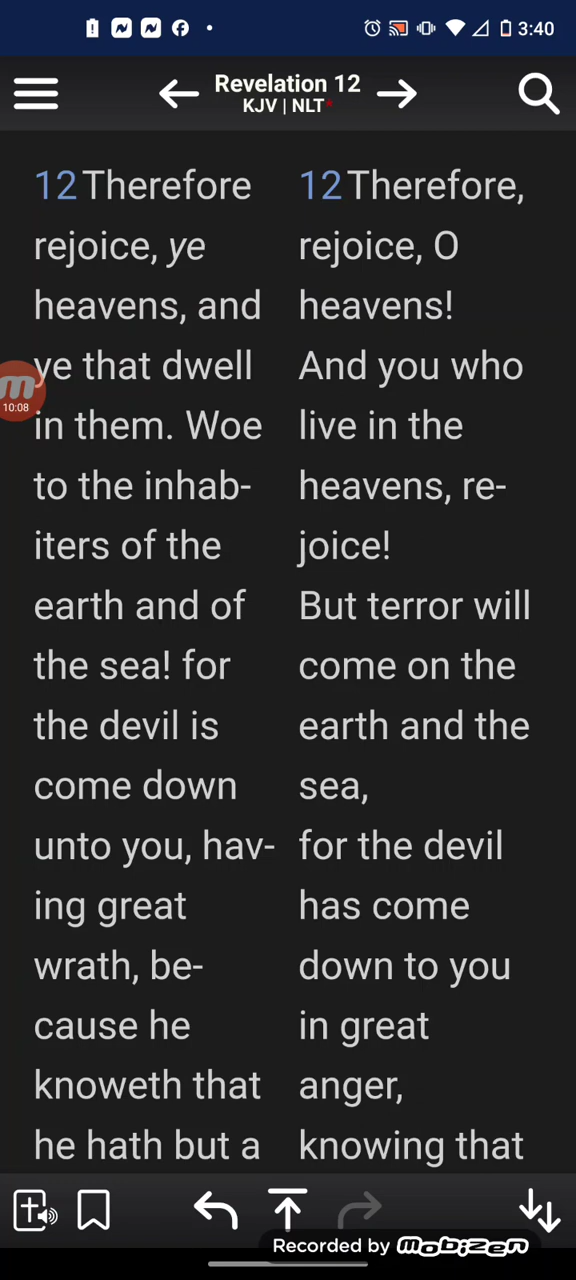 3:40
Revelation 12
KJV | NLT*
12 Therefore
rejoice, ye
heavens, and
ye that dwell
in them. Woe
to the inhab-
iters of the
earth and of
the sea! for
the devil is
come down
unto you, hav-
ing great
wrath, be-
cause he
knoweth that
he hath but a
12 Therefore,
rejoice, O
heavens!
And you who
live in the
heavens, re-
joice!
But terror will
come on the
earth and the
sea,
for the devil
has come
down to you
in great
anger,
knowing that
m
10:08
Recorded by mobizen